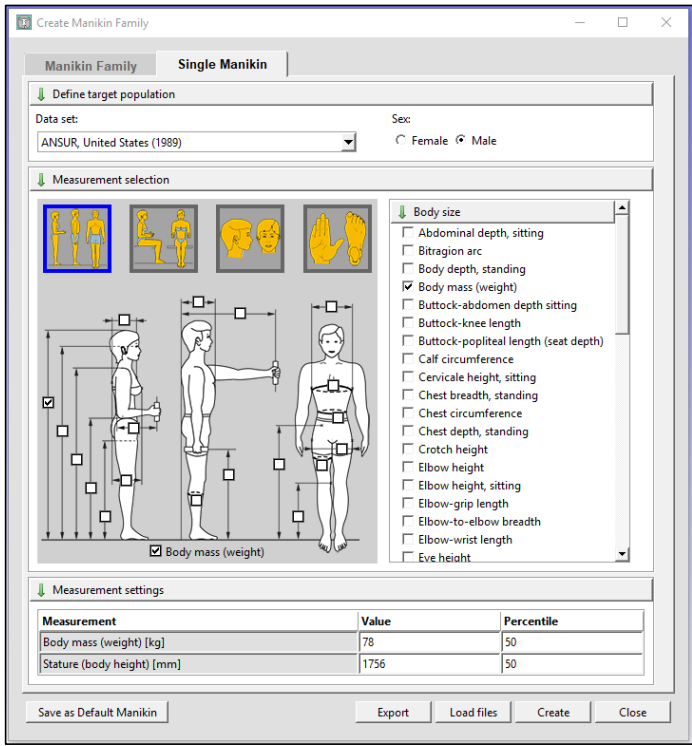 Create Manikin Family
Manikin Family
Single Manikin
Define target population
Data set:
Sex:
ANSUR, United States (1989)
Female
Male
Measurement selection
Body mass (weight)
Body size
Abdominal depth, sitting
Bitragion arc
Body depth, standing
Body mass (weight)
Buttock-abdomen depth sitting
Buttock-knee length
Buttock-popliteal length (seat depth)
Calf circumference
Cervicale height, sitting
Chest breadth, standing
Chest circumference
Chest depth, standing
Crotch height
Elbow height
Elbow height, sitting
Elbow-grip length
Elbow-to-elbow breadth
Elbow-wrist length
Eye height
Measurement settings
Measurement Value Percentile
Body mass (weight) [kg] 78 50
Stature (body height) [mm] 1756 50
Save as Default Manikin
Export
Load files
Create
Close